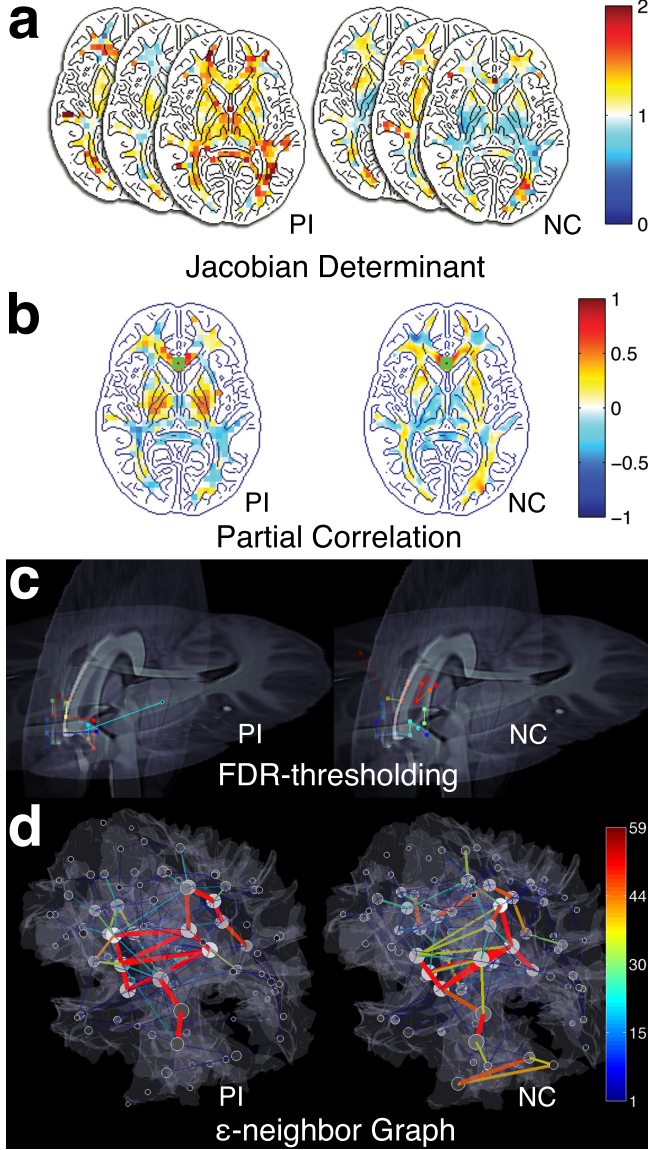 a
2
1
0
PI
NC
Jacobian Determinant
b
1
0.5
0
−0.5
−1
PI
NC
Partial Correlation
c
PI
NC
FDR-thresholding
d
59
44
30
15
1
PI
NC
ε-neighbor Graph